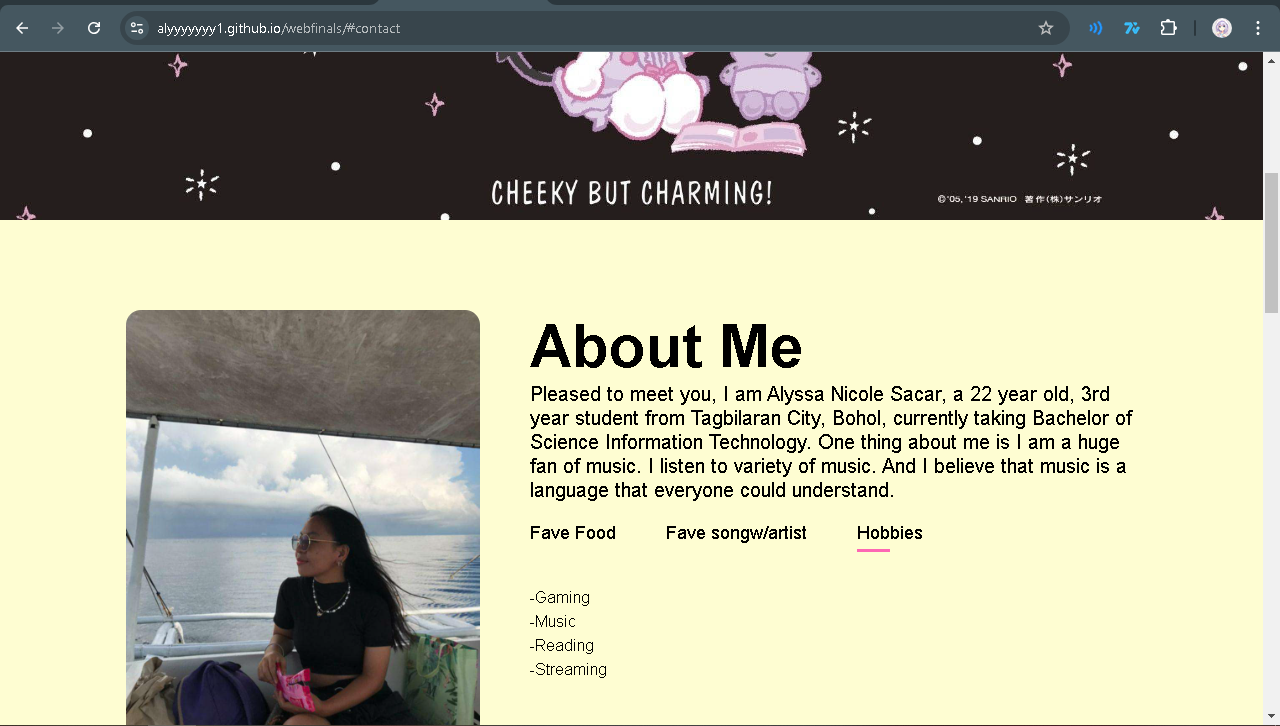 alyyyyyyy1.github.io/webfinals/#contact
CHEEKY BUT CHARMING!
©'05,'19 SANRIO 著作(株)サンリオ
About Me
Pleased to meet you, I am Alyssa Nicole Sacar, a 22 year old, 3rd
year student from Tagbilaran City, Bohol, currently taking Bachelor of
Science Information Technology. One thing about me is I am a huge
fan of music. I listen to variety of music. And I believe that music is a
language that everyone could understand.
Fave Food Fave songw/artist Hobbies
-Gaming
-Music
-Reading
-Streaming